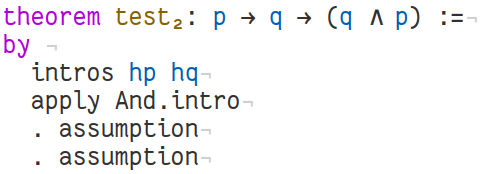 theorem test₂: p → q → (q ∧ p) :=¬
by ¬
  intros hp hq¬
  apply And.intro¬
  . assumption¬
  . assumption¬